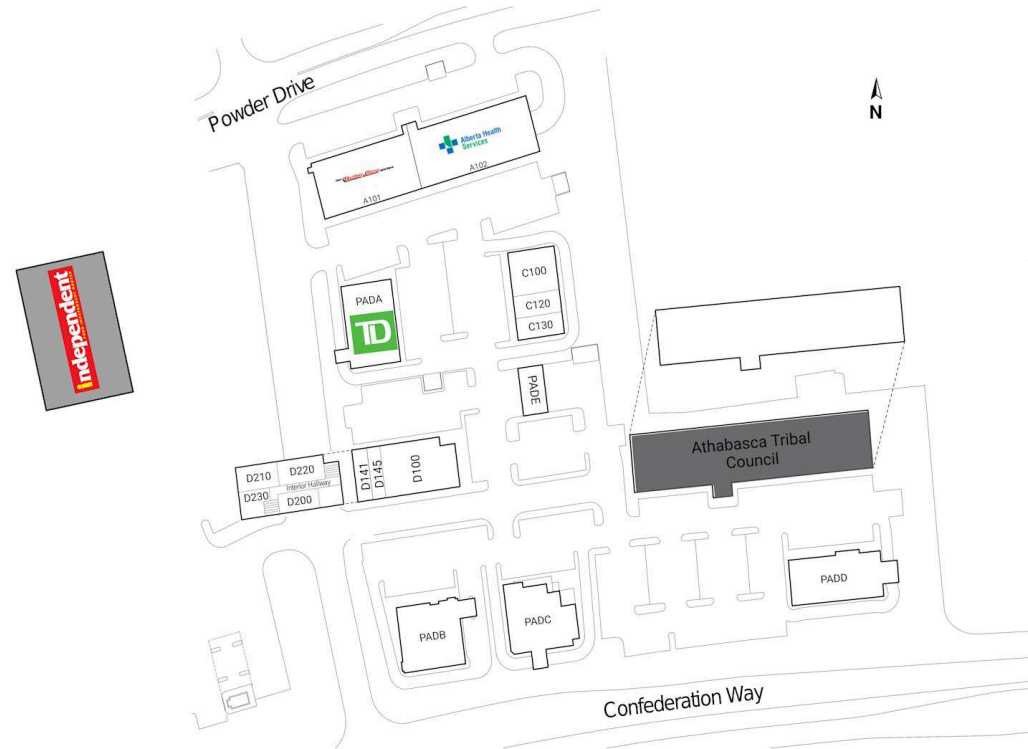 Powder Drive
N
Alberta Health
Services
A102
A101
independent
PADA
TD
C100
C120
C130
PADE
Athabasca Tribal
Council
D210
D220
Interior Hallway
D230
D200
D141
D145
D100
PADB
PADC
PADD
Confederation Way